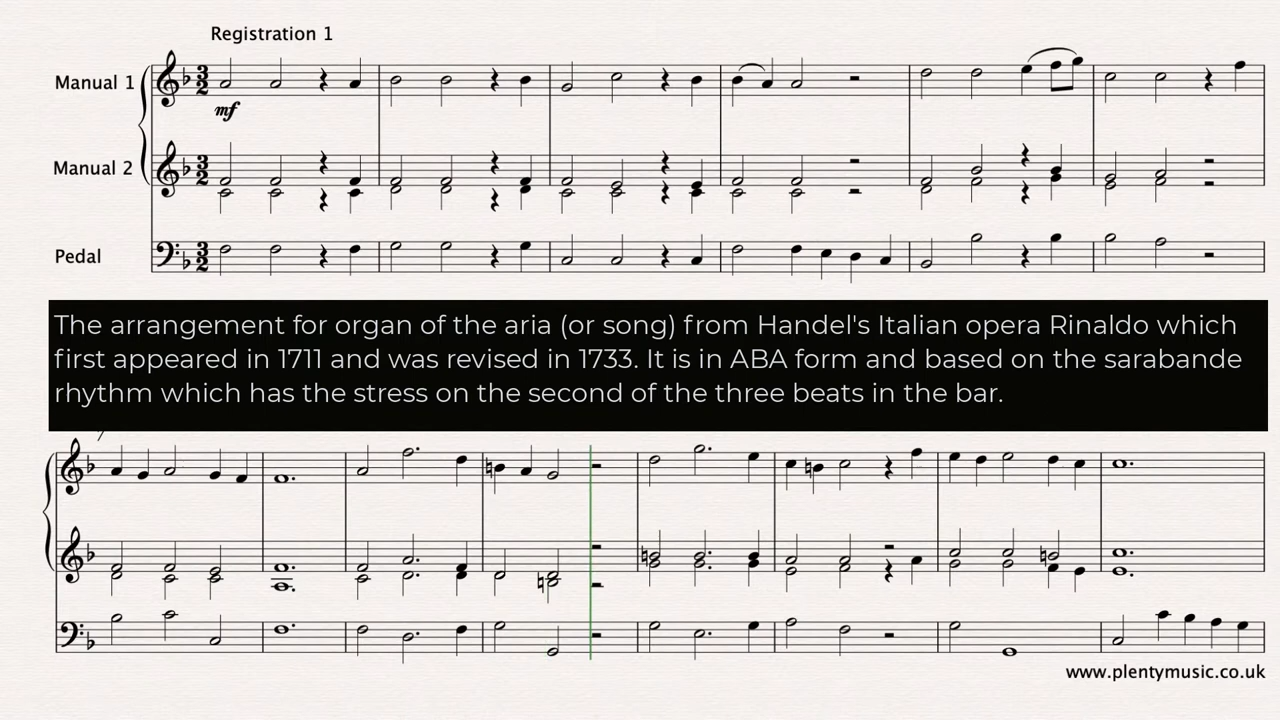 Registration 1
Manual 1
mf
Manual 2
Pedal
The arrangement for organ of the aria (or song) from Handel's Italian opera Rinaldo which
first appeared in 1711 and was revised in 1733. It is in ABA form and based on the sarabande
rhythm which has the stress on the second of the three beats in the bar.
www.plentymusic.co.uk